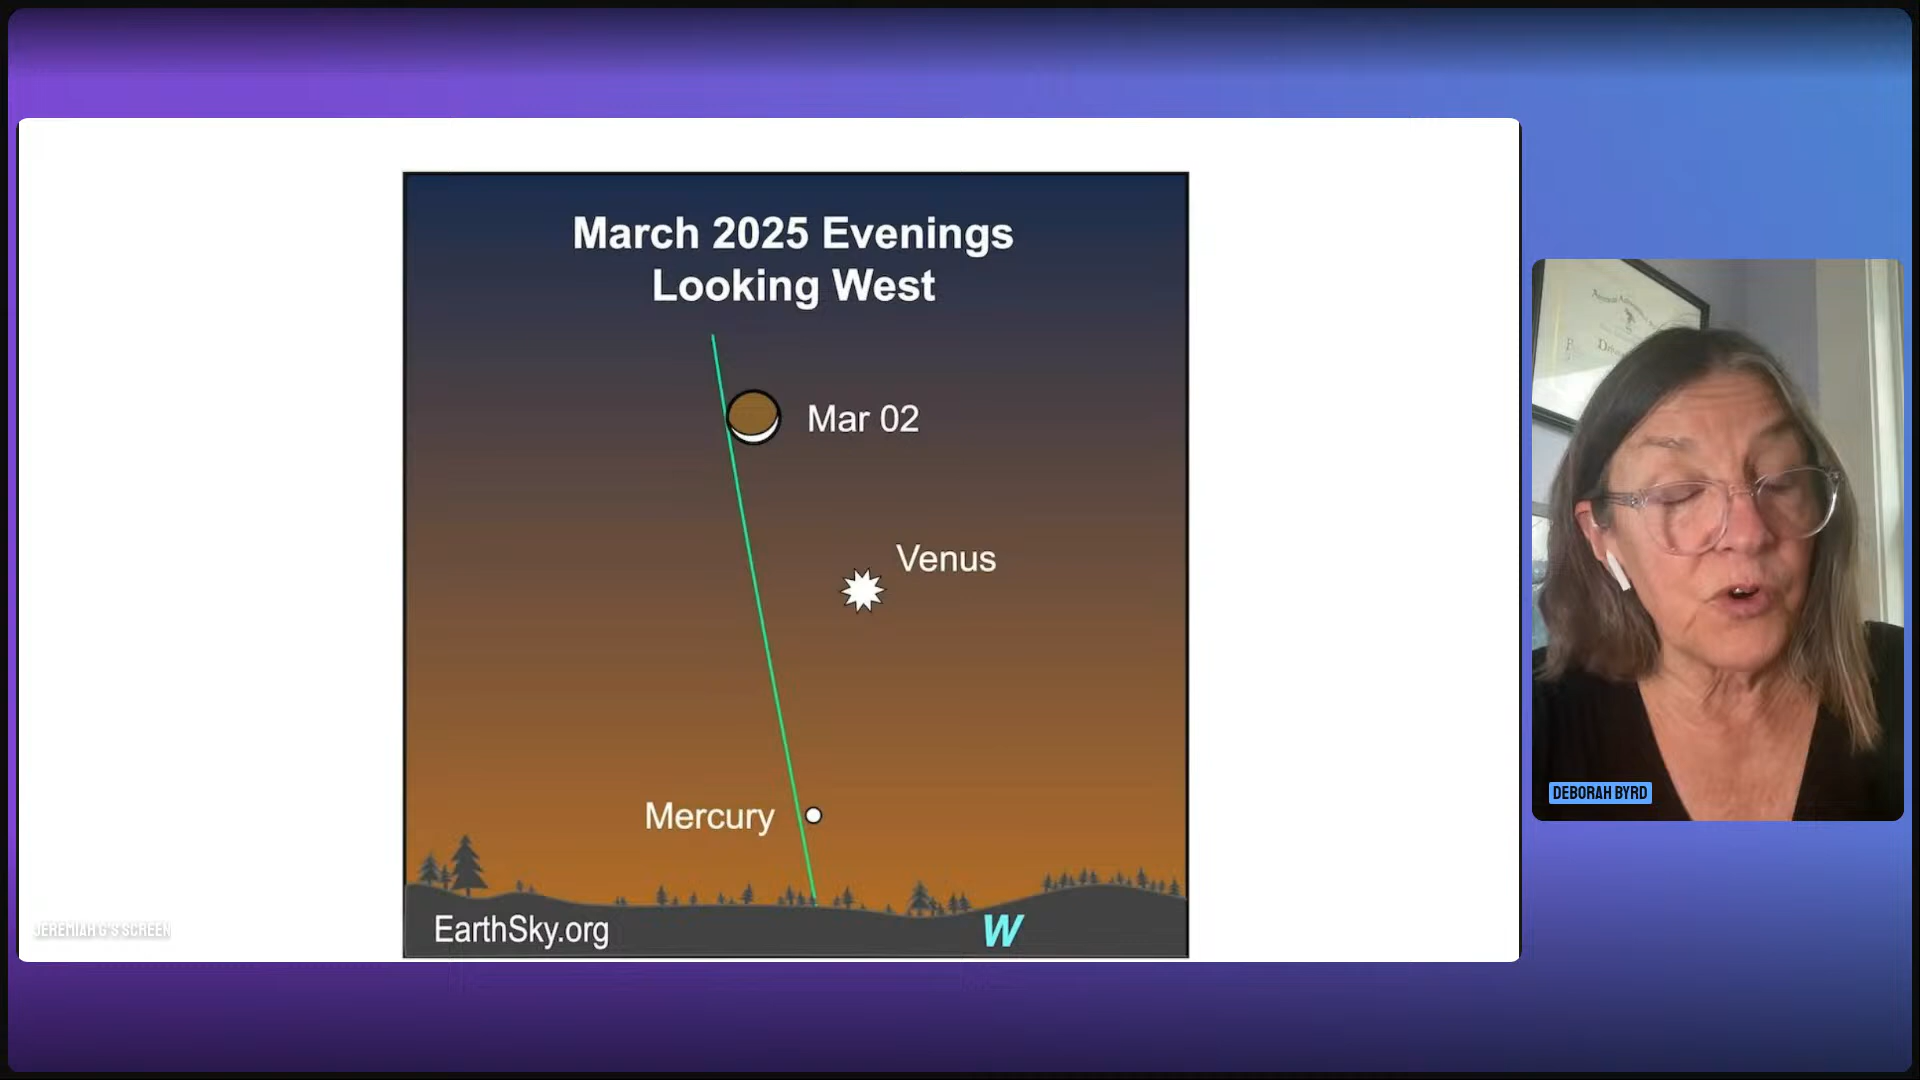 March 2025 Evenings
Looking West
Mar 02
Venus
Mercury
EarthSky.org
W
JEREMIAH G'S SCREEN
DEBORAH BYRD